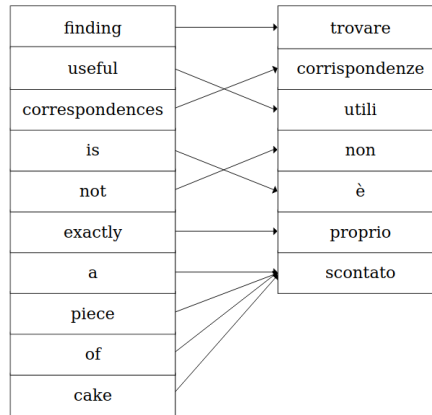 finding
useful
correspondences
is
not
exactly
a
piece
of
cake
trovare
corrispondenze
utili
non
è
proprio
scontato